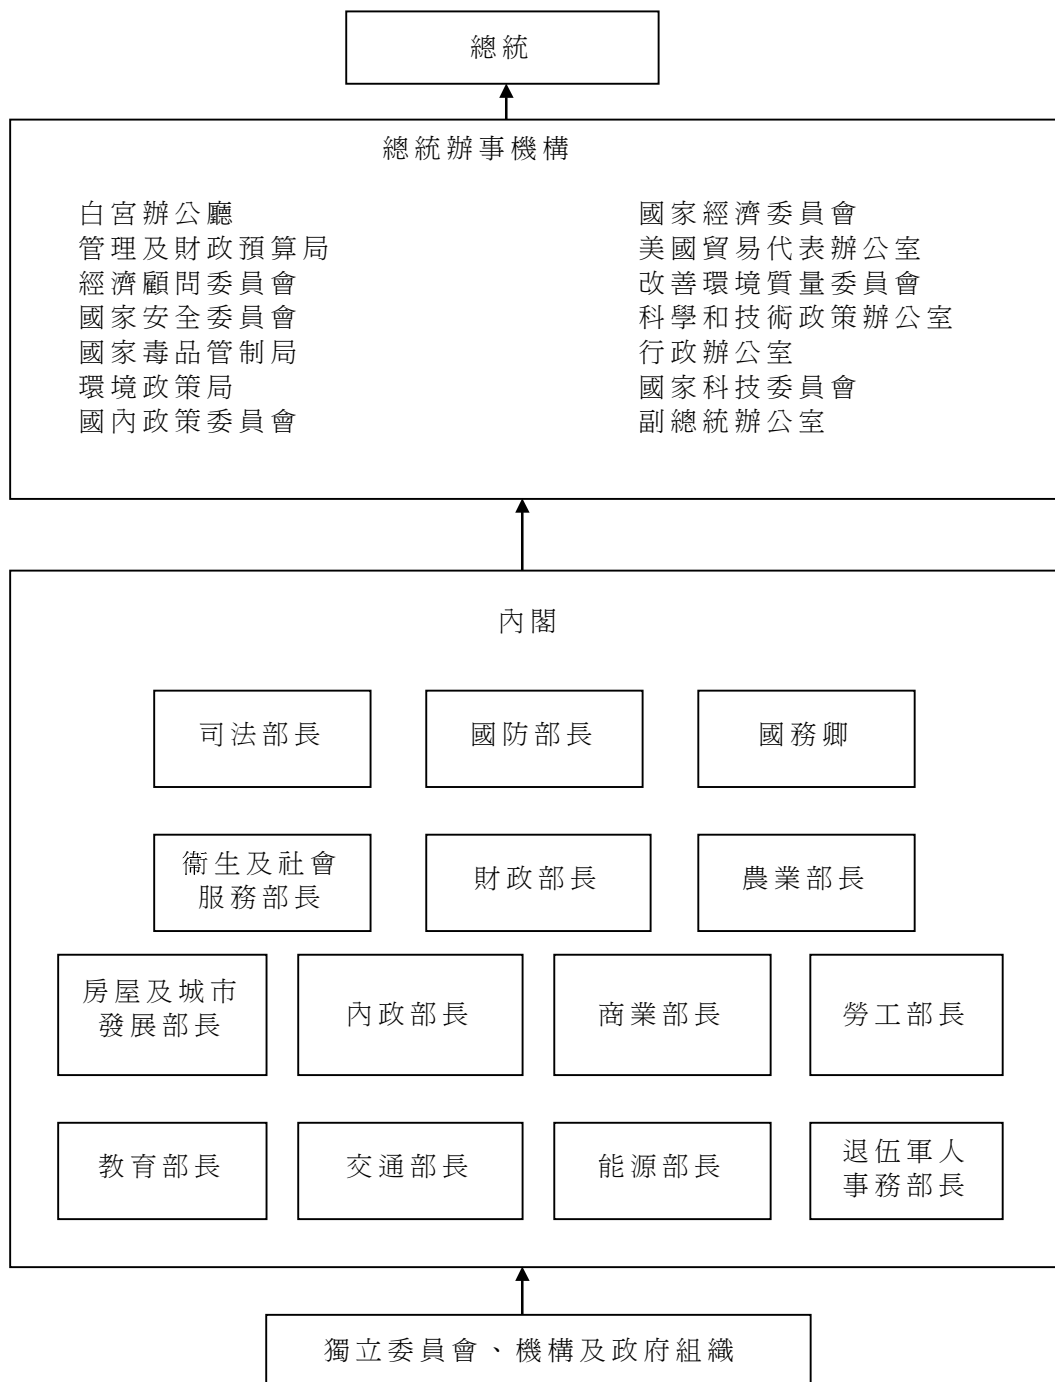 總統
總統辦事機構
白宮辦公廳
管理及財政預算局
經濟顧問委員會
國家安全委員會
國家毒品管制局
環境政策局
國內政策委員會
國家經濟委員會
美國貿易代表辦公室
改善環境質量委員會
科學和技術政策辦公室
行政辦公室
國家科技委員會
副總統辦公室
內閣
司法部長
國防部長
國務卿
衞生及社會
服務部長
財政部長
農業部長
房屋及城市
發展部長
內政部長
商業部長
勞工部長
教育部長
交通部長
能源部長
退伍軍人
事務部長
獨立委員會、機構及政府組織